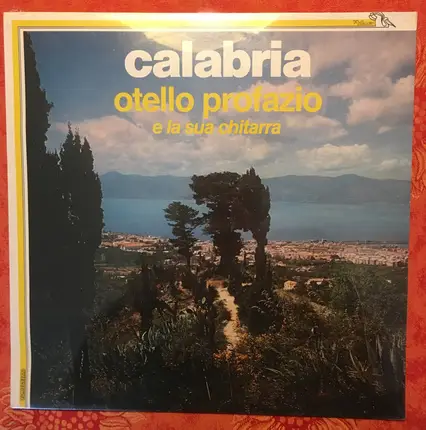 calabria
otello profazio
e la sua chitarra